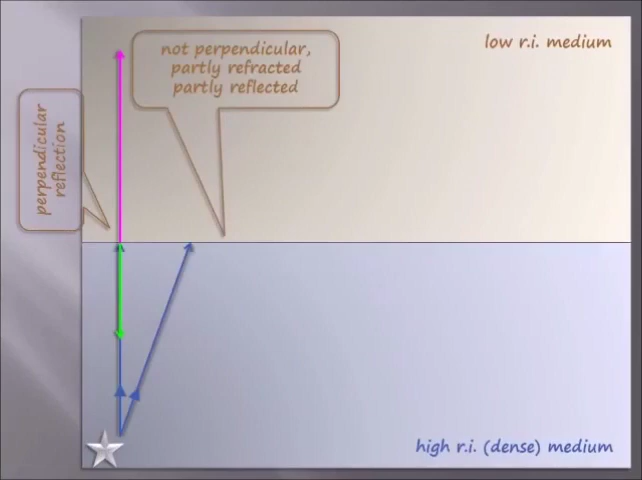 not perpendicular,
partly refracted
partly reflected
low r.i. medium
perpendicular
reflection
high r.i. (dense) medium